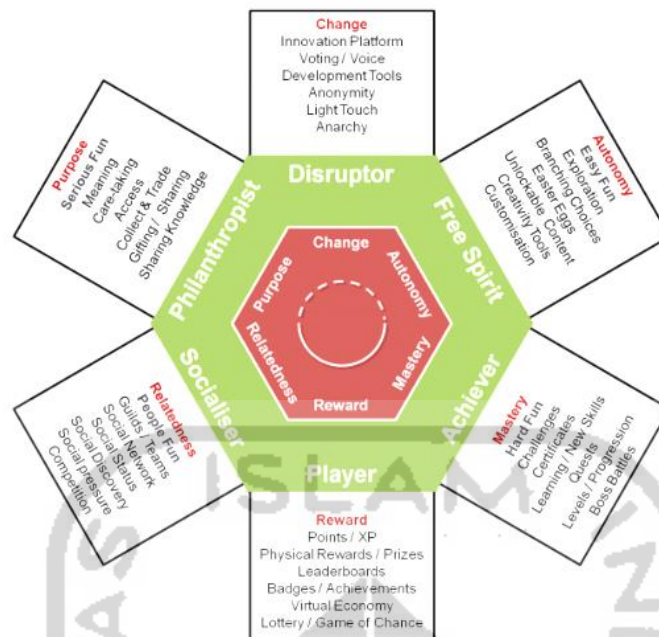 Change
Innovation Platform
Voting / Voice
Development Tools
Anonymity
Light Touch
Anarchy
Purpose
Serious Fun
Meaning
Care-taking
Access
Collect & Trade
Gifting / Sharing
Sharing Knowledge
Autonomy
Easy Fun
Exploration
Branching Choices
Easter Eggs
Unlockable Content
Creativity Tools
Customisation
Disruptor
Philanthropist
Free Spirit
Change
Purpose
Autonomy
Relatedness
Mastery
Reward
Socialiser
Achiever
Player
Relatedness
People Fun
Guilds / Teams
Social Network
Social Status
Social Discovery
Social pressure
Competition
Mastery
Hard Fun
Challenges
Certificates
Learning / New Skills
Quests
Levels / Progression
Boss Battles
Reward
Points / XP
Physical Rewards / Prizes
Leaderboards
Badges / Achievements
Virtual Economy
Lottery / Game of Chance
ISLAM